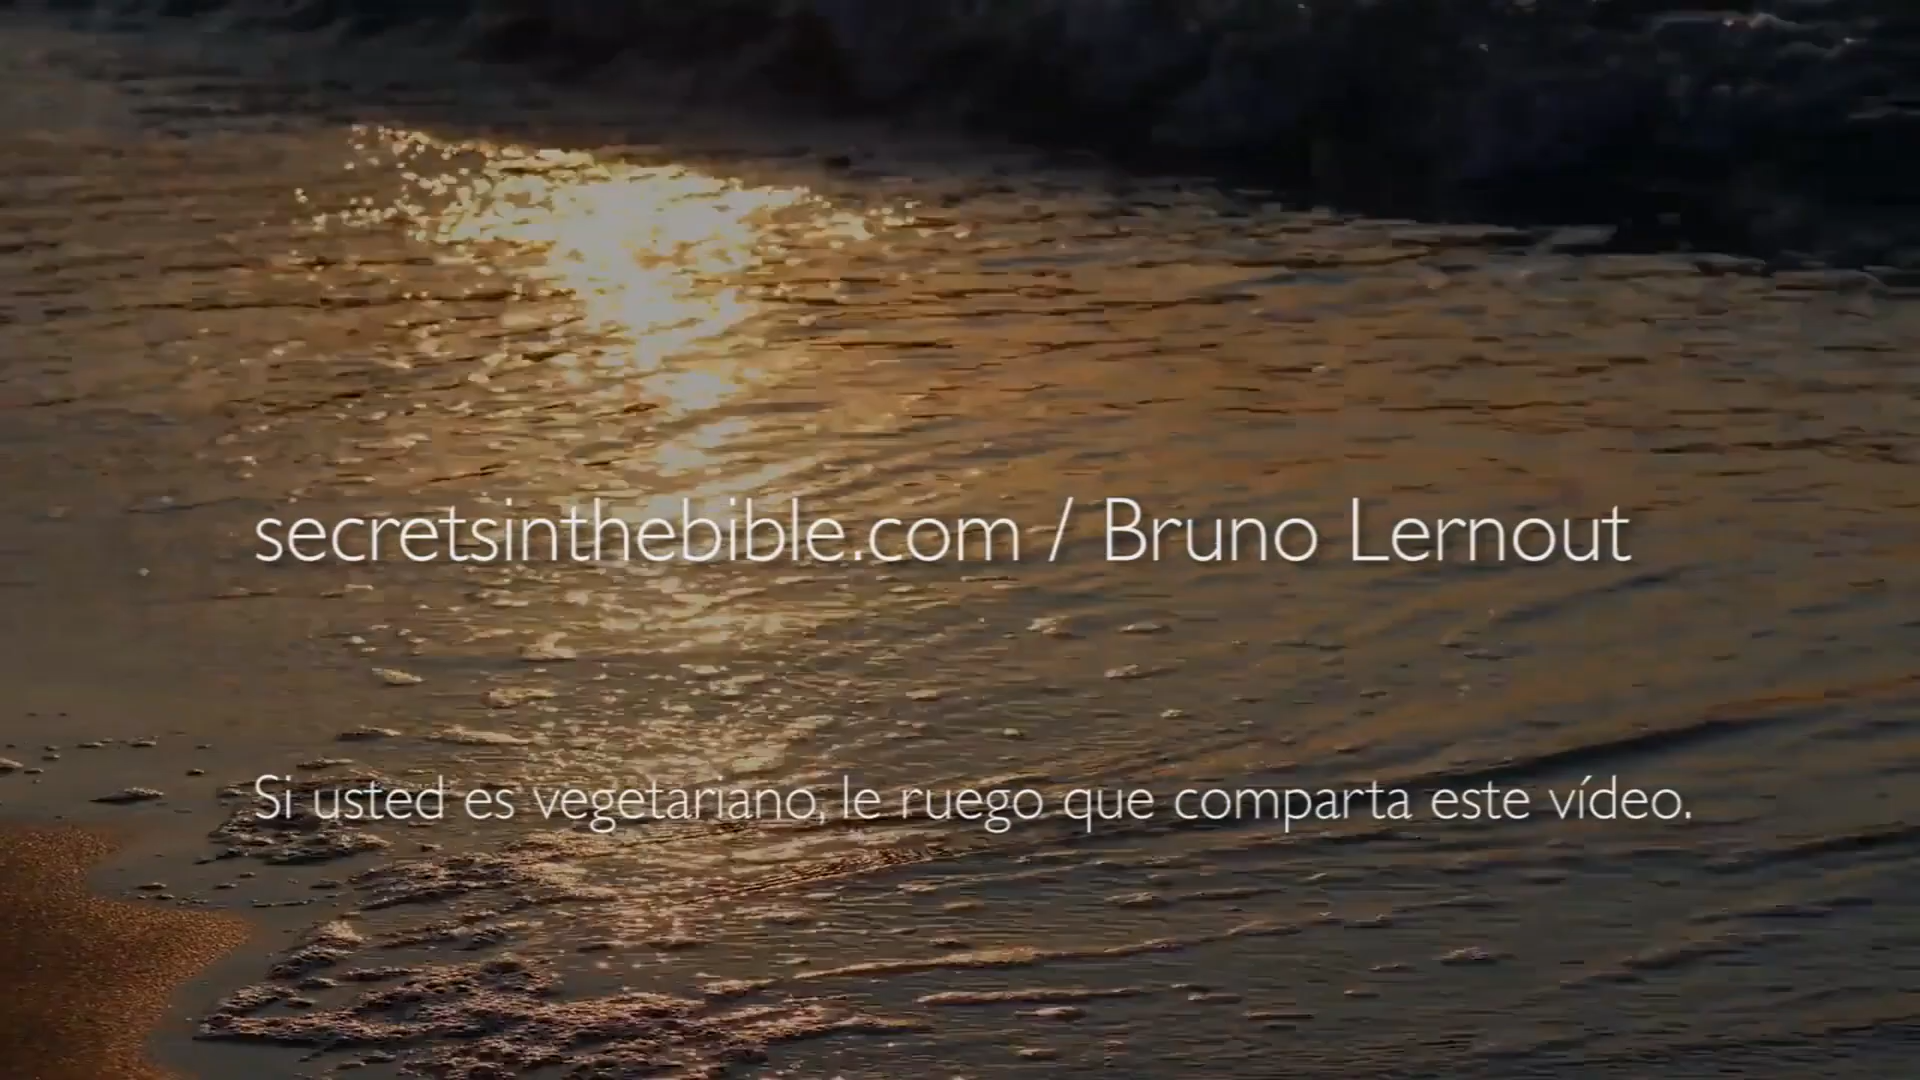 secretsinthebible.com / Bruno Lernout
Si usted es vegetariano, le ruego que comparta este vídeo.